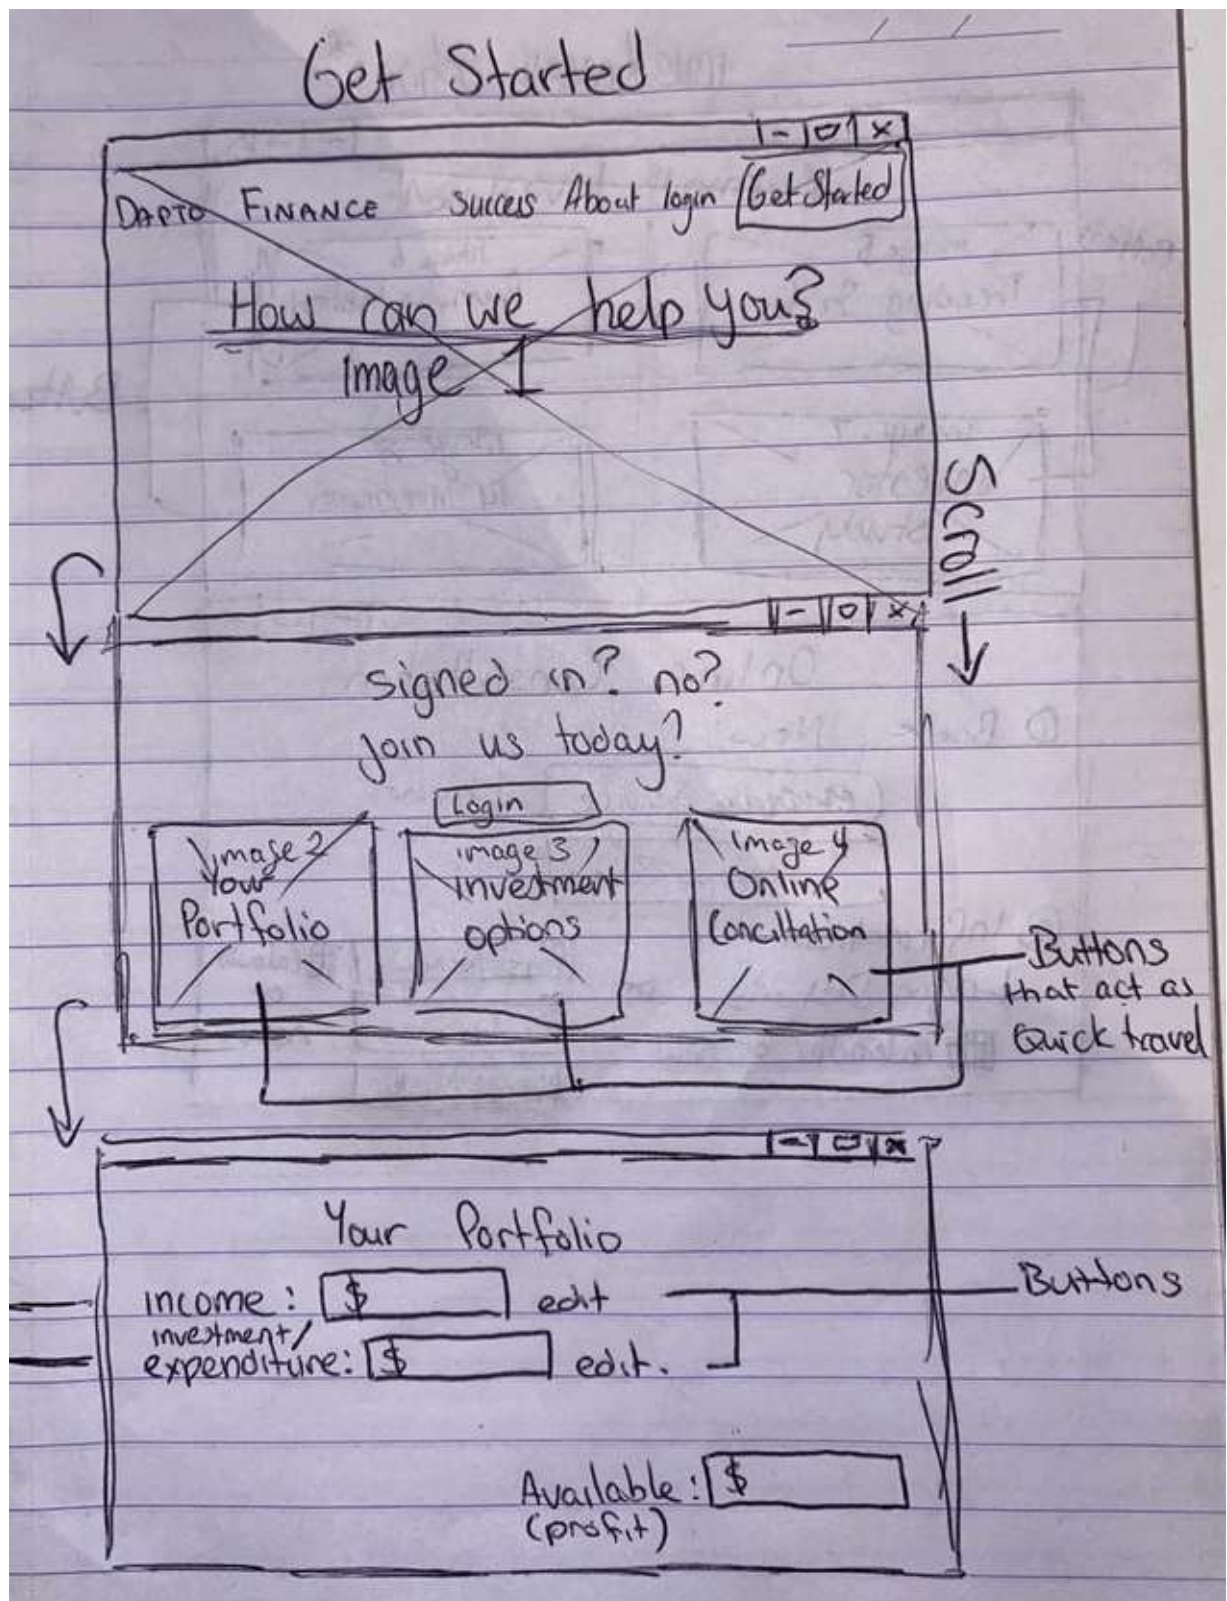 Get Started
DAPTO FINANCE success About login Get Started
How can we help you?
Image 1
Scroll
signed in? no?
join us today?
Login
image 2
Your
Portfolio
image 3
investment
options
image 4
Online
Conciltation
Buttons
that act as
Quick travel
Your Portfolio
income: $ edit
investment/
expenditure: $ edit.
Buttons
Available: $
(profit)